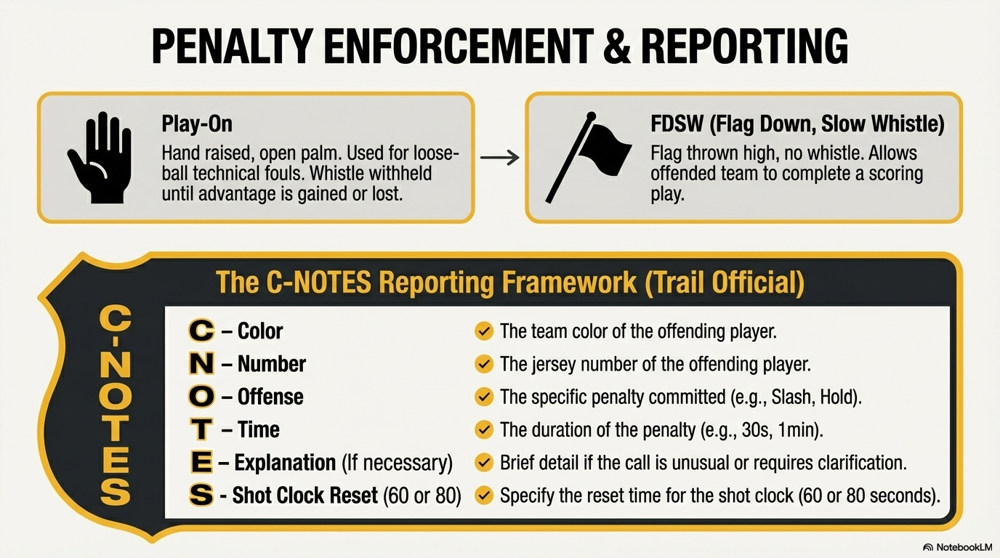 PENALTY ENFORCEMENT & REPORTING
Play-On
Hand raised, open palm. Used for loose-
ball technical fouls. Whistle withheld
until advantage is gained or lost.
FDSW (Flag Down, Slow Whistle)
Flag thrown high, no whistle. Allows
offended team to complete a scoring
play.
The C-NOTES Reporting Framework (Trail Official)
C-NOTES
C – Color
The team color of the offending player.
N – Number
The jersey number of the offending player.
O – Offense
The specific penalty committed (e.g., Slash, Hold).
T – Time
The duration of the penalty (e.g., 30s, 1min).
E – Explanation (If necessary)
Brief detail if the call is unusual or requires clarification.
S - Shot Clock Reset (60 or 80)
Specify the reset time for the shot clock (60 or 80 seconds).
NotebookLM